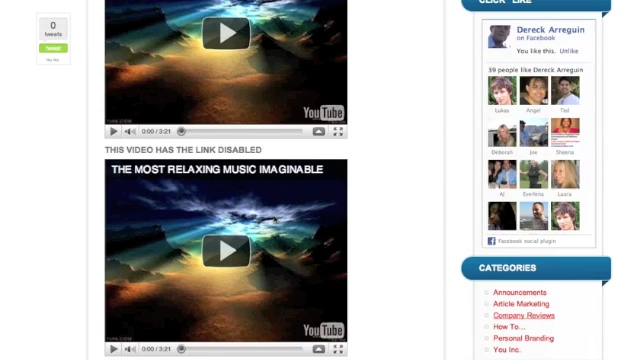 0
tweets
tweet
YouTube
0:00 / 3:21
THIS VIDEO HAS THE LINK DISABLED
THE MOST RELAXING MUSIC IMAGINABLE
YouTube
0:00 / 3:21
CLICK "LIKE"
Dereck Arreguin
on Facebook
You like this. Unlike
39 people like Dereck Arreguin
Lukas Angel Ted
Deborah Joe Sheena
AJ Everlena Laura
Facebook social plugin
CATEGORIES
Announcements
Article Marketing
Company Reviews
How To...
Personal Branding
You Inc.